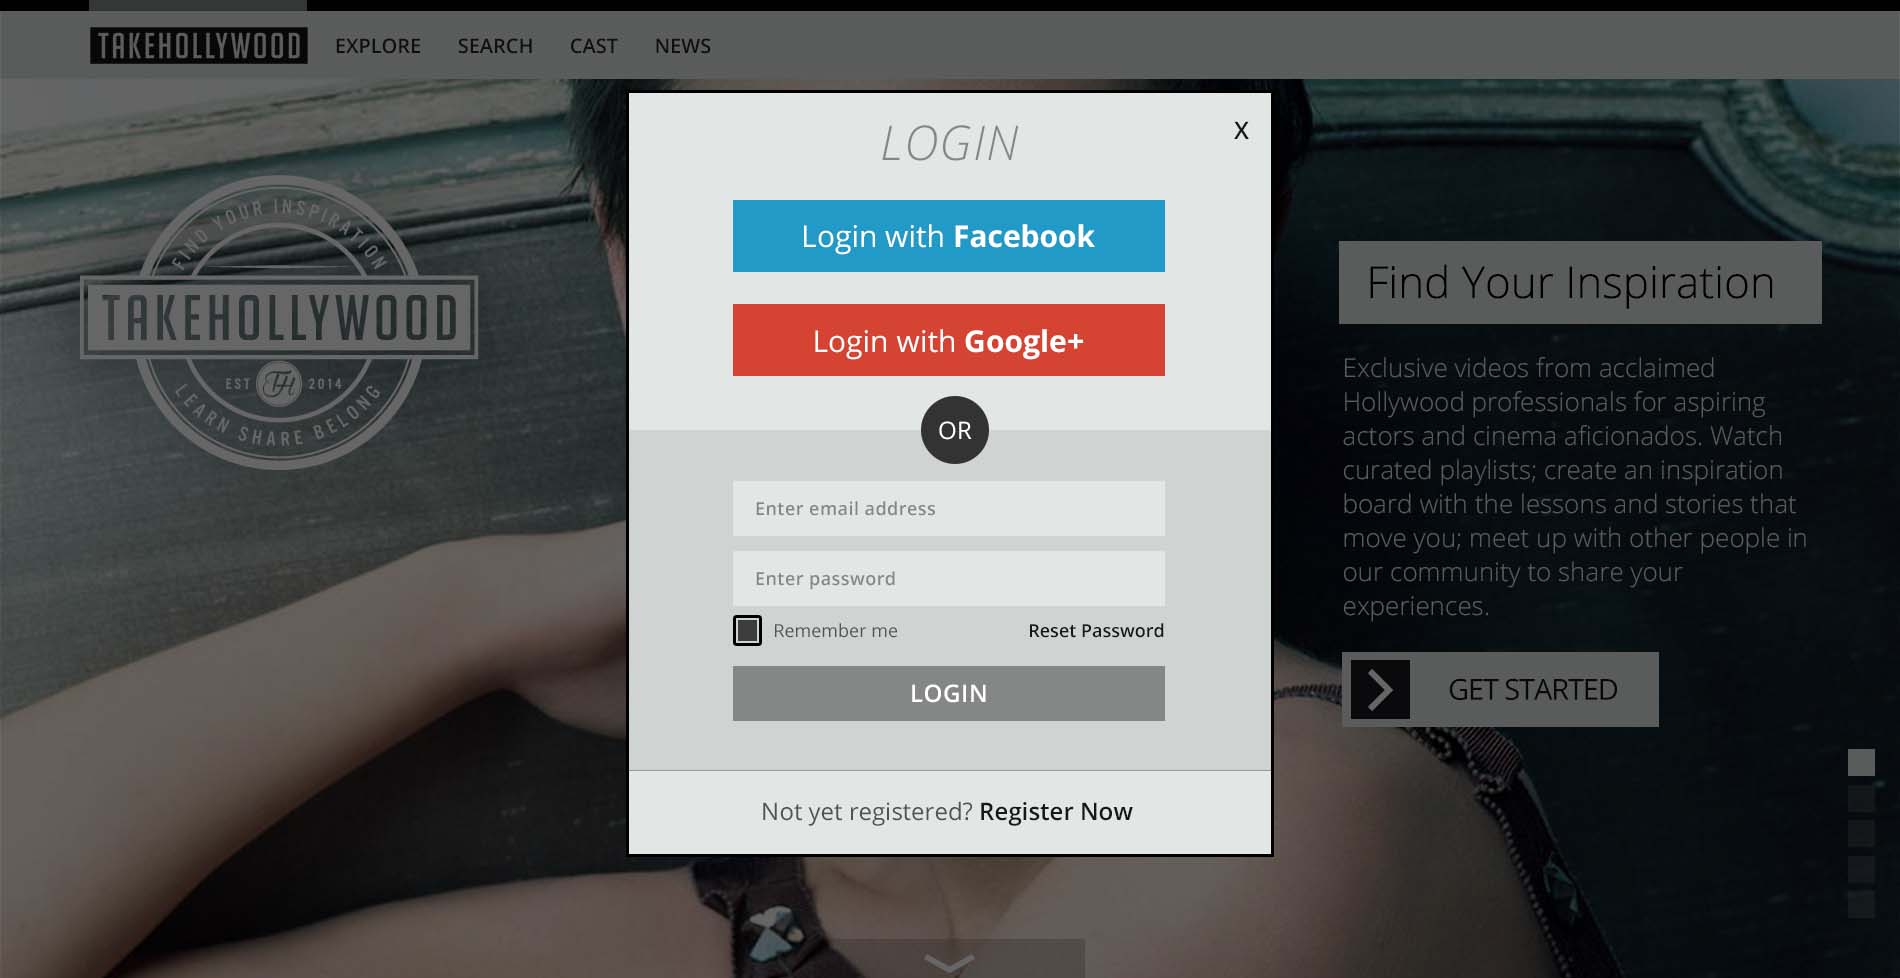 TAKEHOLLYWOOD EXPLORE SEARCH CAST NEWS
FIND YOUR INSPIRATION
TAKEHOLLYWOOD
EST TH 2014
LEARN SHARE BELONG
LOGIN
X
Login with Facebook
Login with Google+
OR
Enter email address
Enter password
Remember me Reset Password
LOGIN
Not yet registered? Register Now
Find Your Inspiration
Exclusive videos from acclaimed
Hollywood professionals for aspiring
actors and cinema aficionados. Watch
curated playlists; create an inspiration
board with the lessons and stories that
move you; meet up with other people in
our community to share your
experiences.
GET STARTED